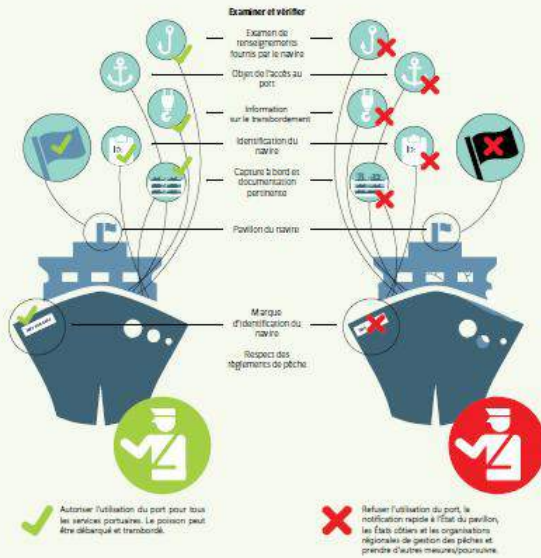 Examiner et vérifier
Examen de
renseignements
fournis par le navire
Objet de l'accès au
port
Information
sur le transbordement
Identification du
navire
Capture à bord et
documentation
pertinente
Pavillon du navire
Marque
d'identification du
navire
Respect des
règlements de pêche
Autoriser l'utilisation du port pour tous
les services portuaires. Le poisson peut
être débarqué et transbordé.
Refuser l'utilisation du port, la
notification rapide à l'État du pavillon,
les États côtiers et les organisations
régionales de gestion des pêches et
prendre d'autres mesures/poursuivre.